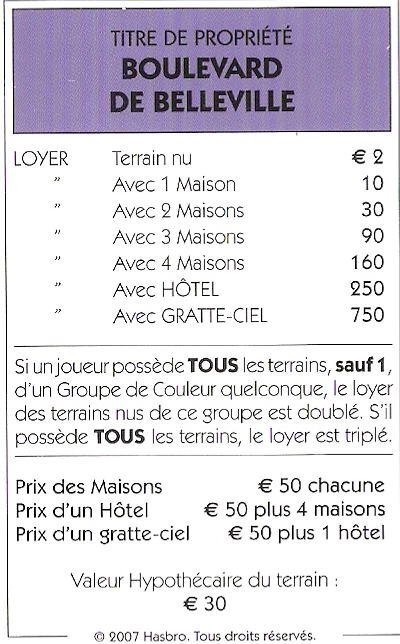 TITRE DE PROPRIÉTÉ
BOULEVARD
DE BELLEVILLE
LOYER Terrain nu € 2
” Avec 1 Maison 10
” Avec 2 Maisons 30
” Avec 3 Maisons 90
” Avec 4 Maisons 160
” Avec HÔTEL 250
” Avec GRATTE-CIEL 750
Si un joueur possède TOUS les terrains, sauf 1,
d'un Groupe de Couleur quelconque, le loyer
des terrains nus de ce groupe est doublé. S'il
possède TOUS les terrains, le loyer est triplé.
Prix des Maisons € 50 chacune
Prix d'un Hôtel € 50 plus 4 maisons
Prix d'un gratte-ciel € 50 plus 1 hôtel
Valeur Hypothécaire du terrain :
€ 30
© 2007 Hasbro. Tous droits réservés.